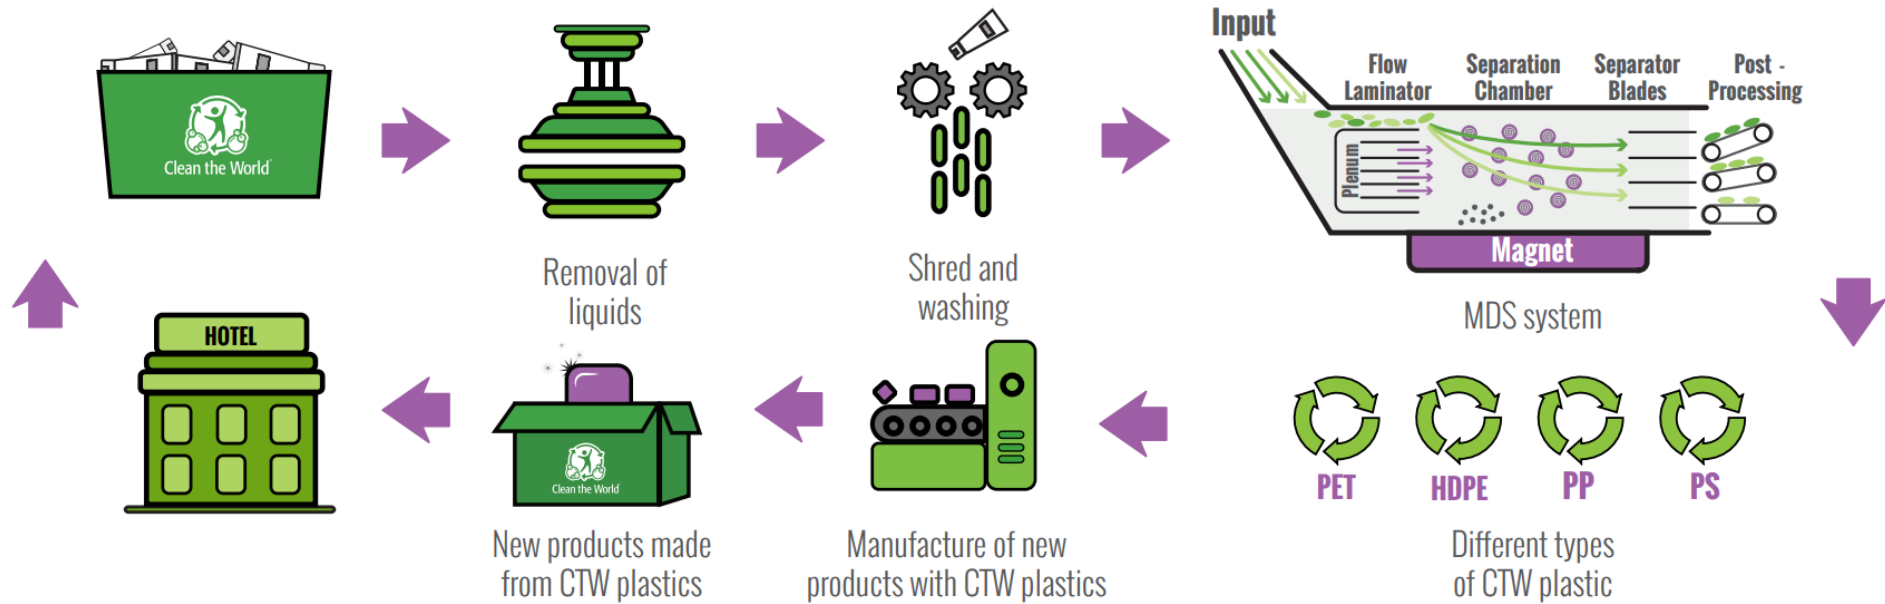 Input
Flow
Laminator
Separation
Chamber
Separator
Blades
Post -
Processing
Plenum
Magnet
Clean the World
Removal of
liquids
Shred and
washing
MDS system
HOTEL
Clean the World
PET
HDPE
PP
PS
New products made
from CTW plastics
Manufacture of new
products with CTW plastics
Different types
of CTW plastic